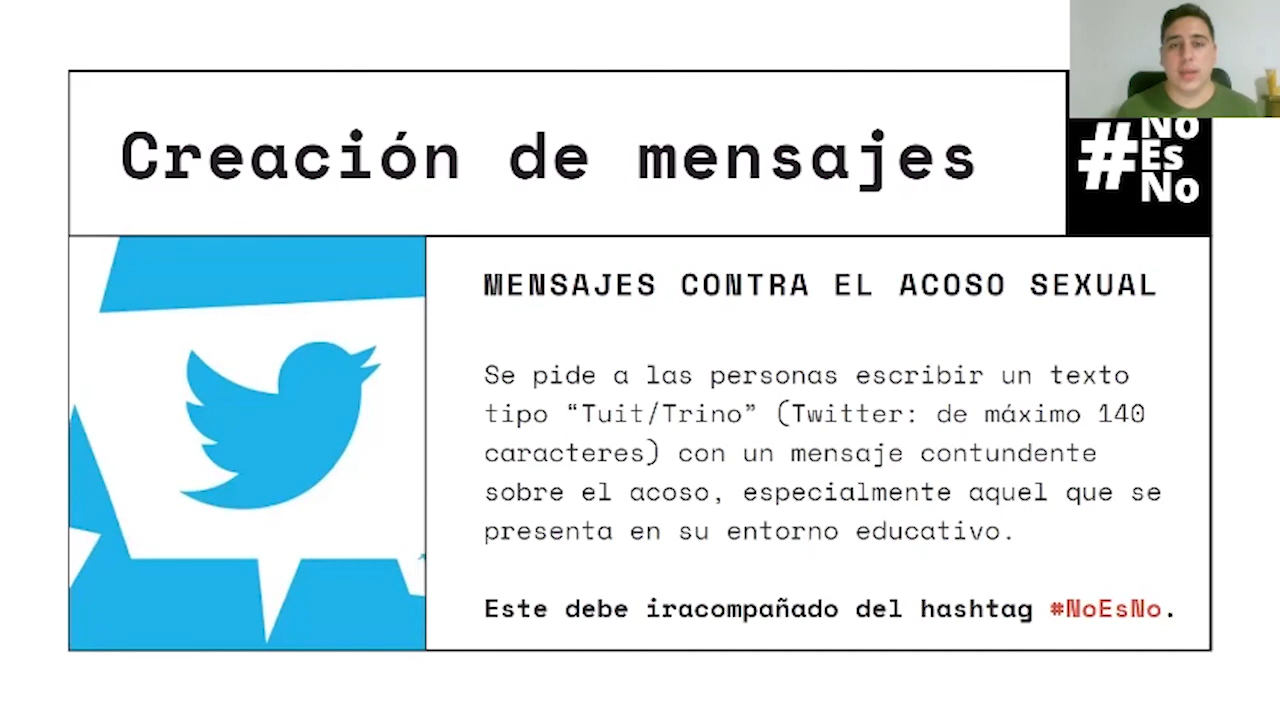 Creación de mensajes
#
No
Es
No
MENSAJES CONTRA EL ACOSO SEXUAL
Se pide a las personas escribir un texto
tipo “Tuit/Trino” (Twitter: de máximo 140
caracteres) con un mensaje contundente
sobre el acoso, especialmente aquel que se
presenta en su entorno educativo.
Este debe iracompañado del hashtag #NoEsNo.